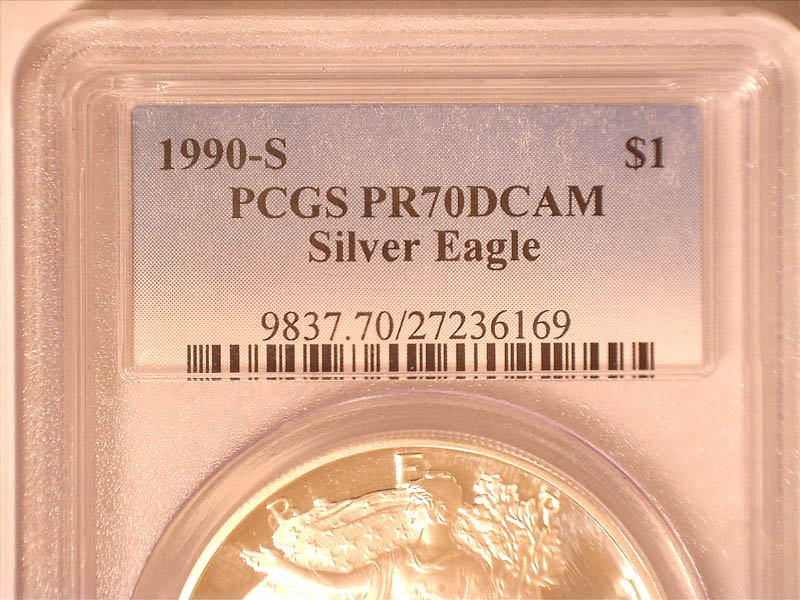 1990-S $1
PCGS PR70DCAM
Silver Eagle
9837.70/27236169
R E R